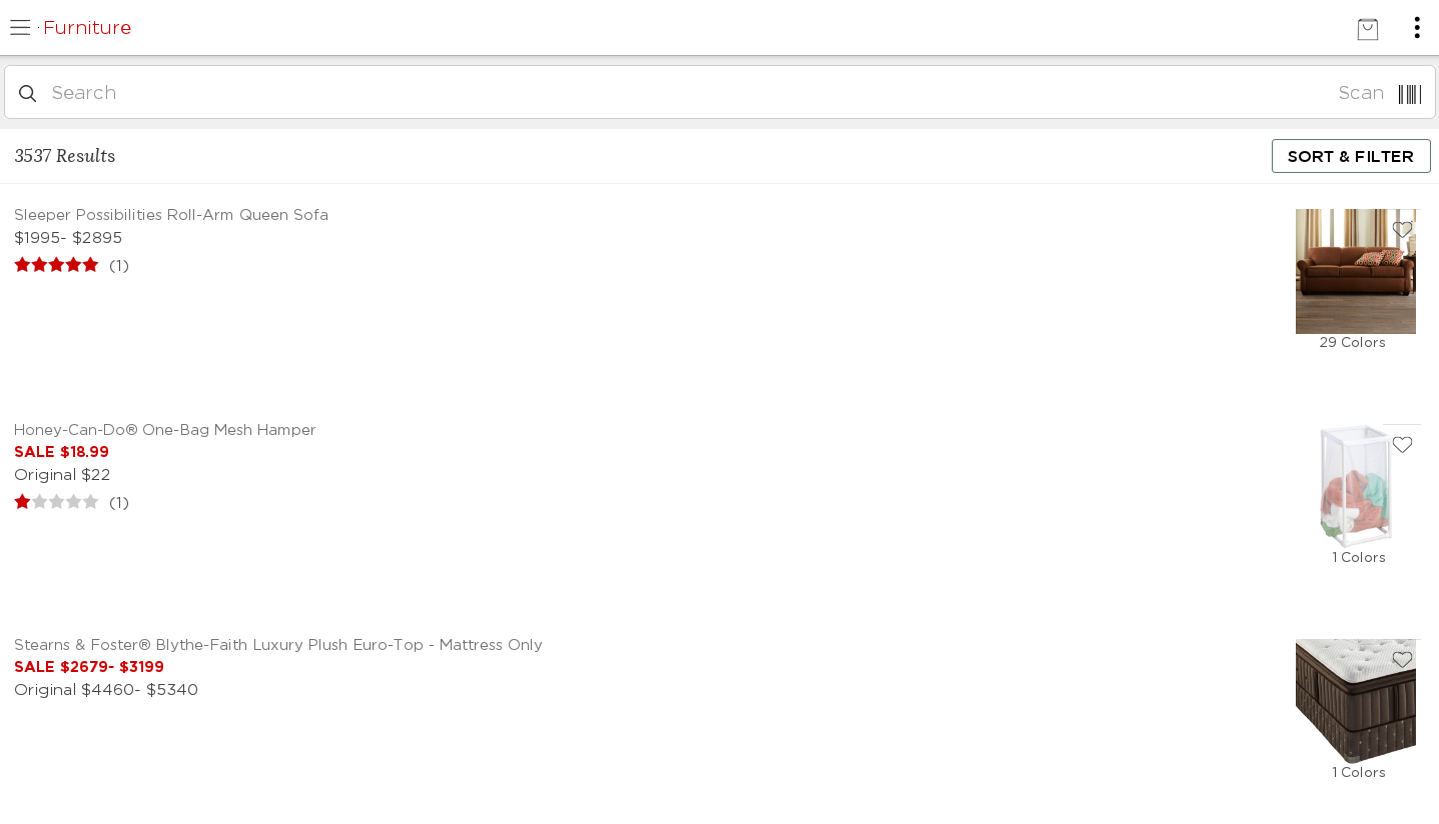 Furniture
Search
Scan
3537 Results
SORT & FILTER
Sleeper Possibilities Roll-Arm Queen Sofa
$1995- $2895
(1)
29 Colors
Honey-Can-Do® One-Bag Mesh Hamper
SALE $18.99
Original $22
(1)
1 Colors
Stearns & Foster® Blythe-Faith Luxury Plush Euro-Top - Mattress Only
SALE $2679- $3199
Original $4460- $5340
1 Colors